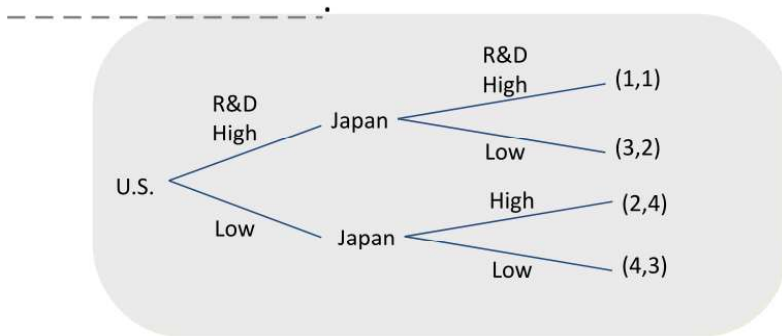 R&D
High
(1,1)
R&D
High
Japan
Low
(3,2)
U.S.
High
(2,4)
Low
Japan
Low
(4,3)